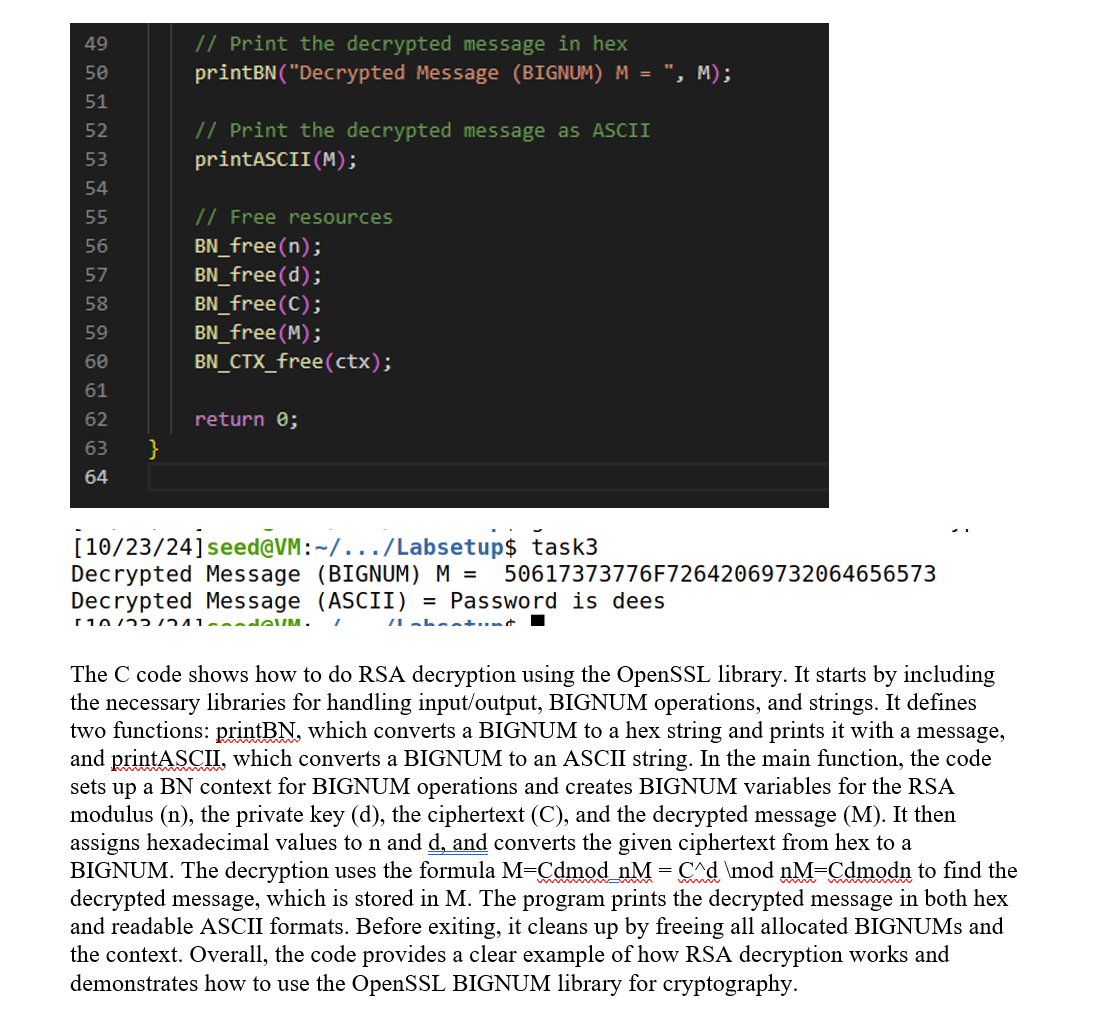 49 // Print the decrypted message in hex
50 printBN("Decrypted Message (BIGNUM) M = ", M);
51
52 // Print the decrypted message as ASCII
53 printASCII(M);
54
55 // Free resources
56 BN_free(n);
57 BN_free(d);
58 BN_free(C);
59 BN_free(M);
60 BN_CTX_free(ctx);
61
62 return 0;
63 }
64
[10/23/24]seed@VM:~/.../Labsetup$ task3
Decrypted Message (BIGNUM) M =  50617373776F72642069732064656573
Decrypted Message (ASCII) = Password is dees
[10/23/24]seed@VM:~/.../Labsetup$
The C code shows how to do RSA decryption using the OpenSSL library. It starts by including
the necessary libraries for handling input/output, BIGNUM operations, and strings. It defines
two functions: printBN, which converts a BIGNUM to a hex string and prints it with a message,
and printASCII, which converts a BIGNUM to an ASCII string. In the main function, the code
sets up a BN context for BIGNUM operations and creates BIGNUM variables for the RSA
modulus (n), the private key (d), the ciphertext (C), and the decrypted message (M). It then
assigns hexadecimal values to n and d, and converts the given ciphertext from hex to a
BIGNUM. The decryption uses the formula M=Cdmod nM = C^d \mod nM=Cdmodn to find the
decrypted message, which is stored in M. The program prints the decrypted message in both hex
and readable ASCII formats. Before exiting, it cleans up by freeing all allocated BIGNUMs and
the context. Overall, the code provides a clear example of how RSA decryption works and
demonstrates how to use the OpenSSL BIGNUM library for cryptography.